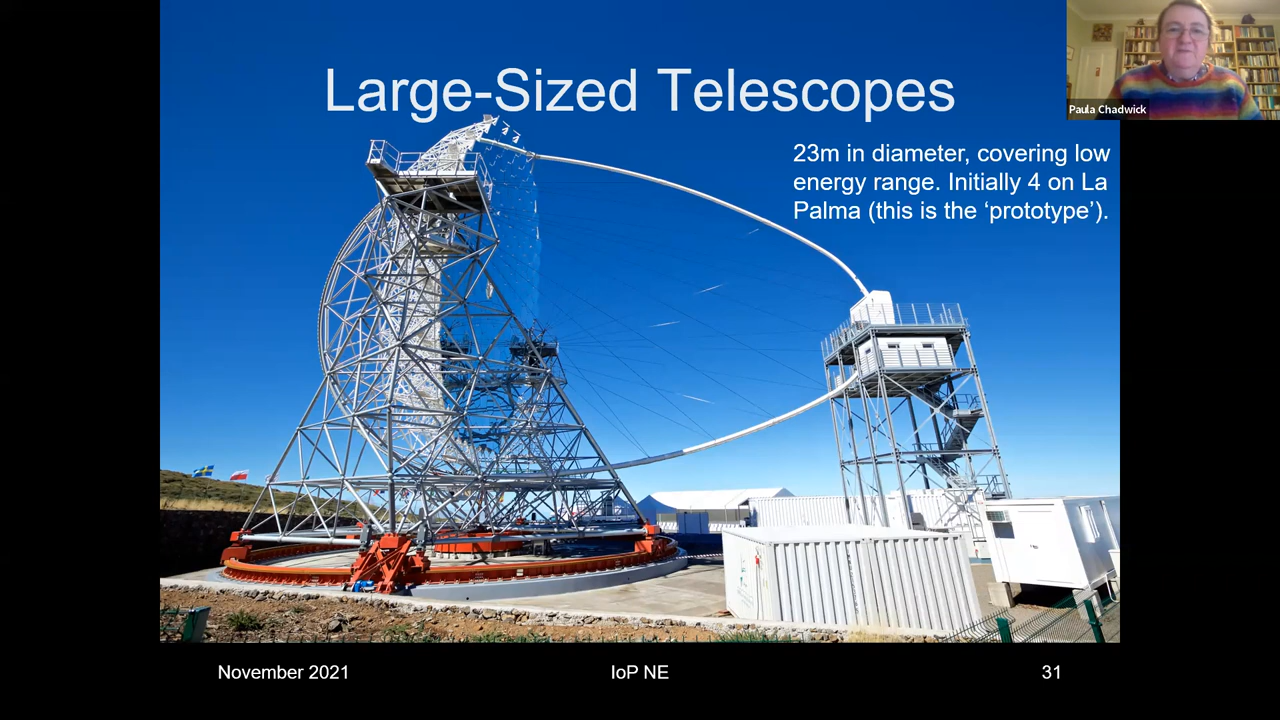 Large-Sized Telescopes
Paula Chadwick
23m in diameter, covering low
energy range. Initially 4 on La
Palma (this is the ‘prototype’).
November 2021
IoP NE
31